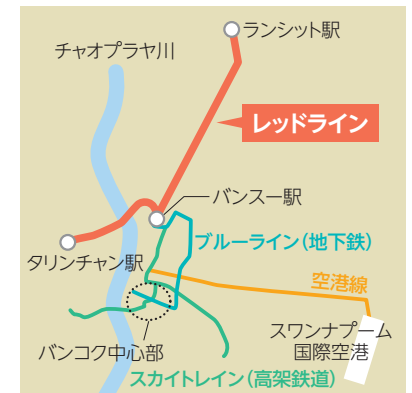 ランシット駅
チャオプラヤ川
レッドライン
バンスー駅
ブルーライン（地下鉄）
タリンチャン駅
空港線
スワンナプーム
国際空港
バンコク中心部
スカイトレイン（高架鉄道）